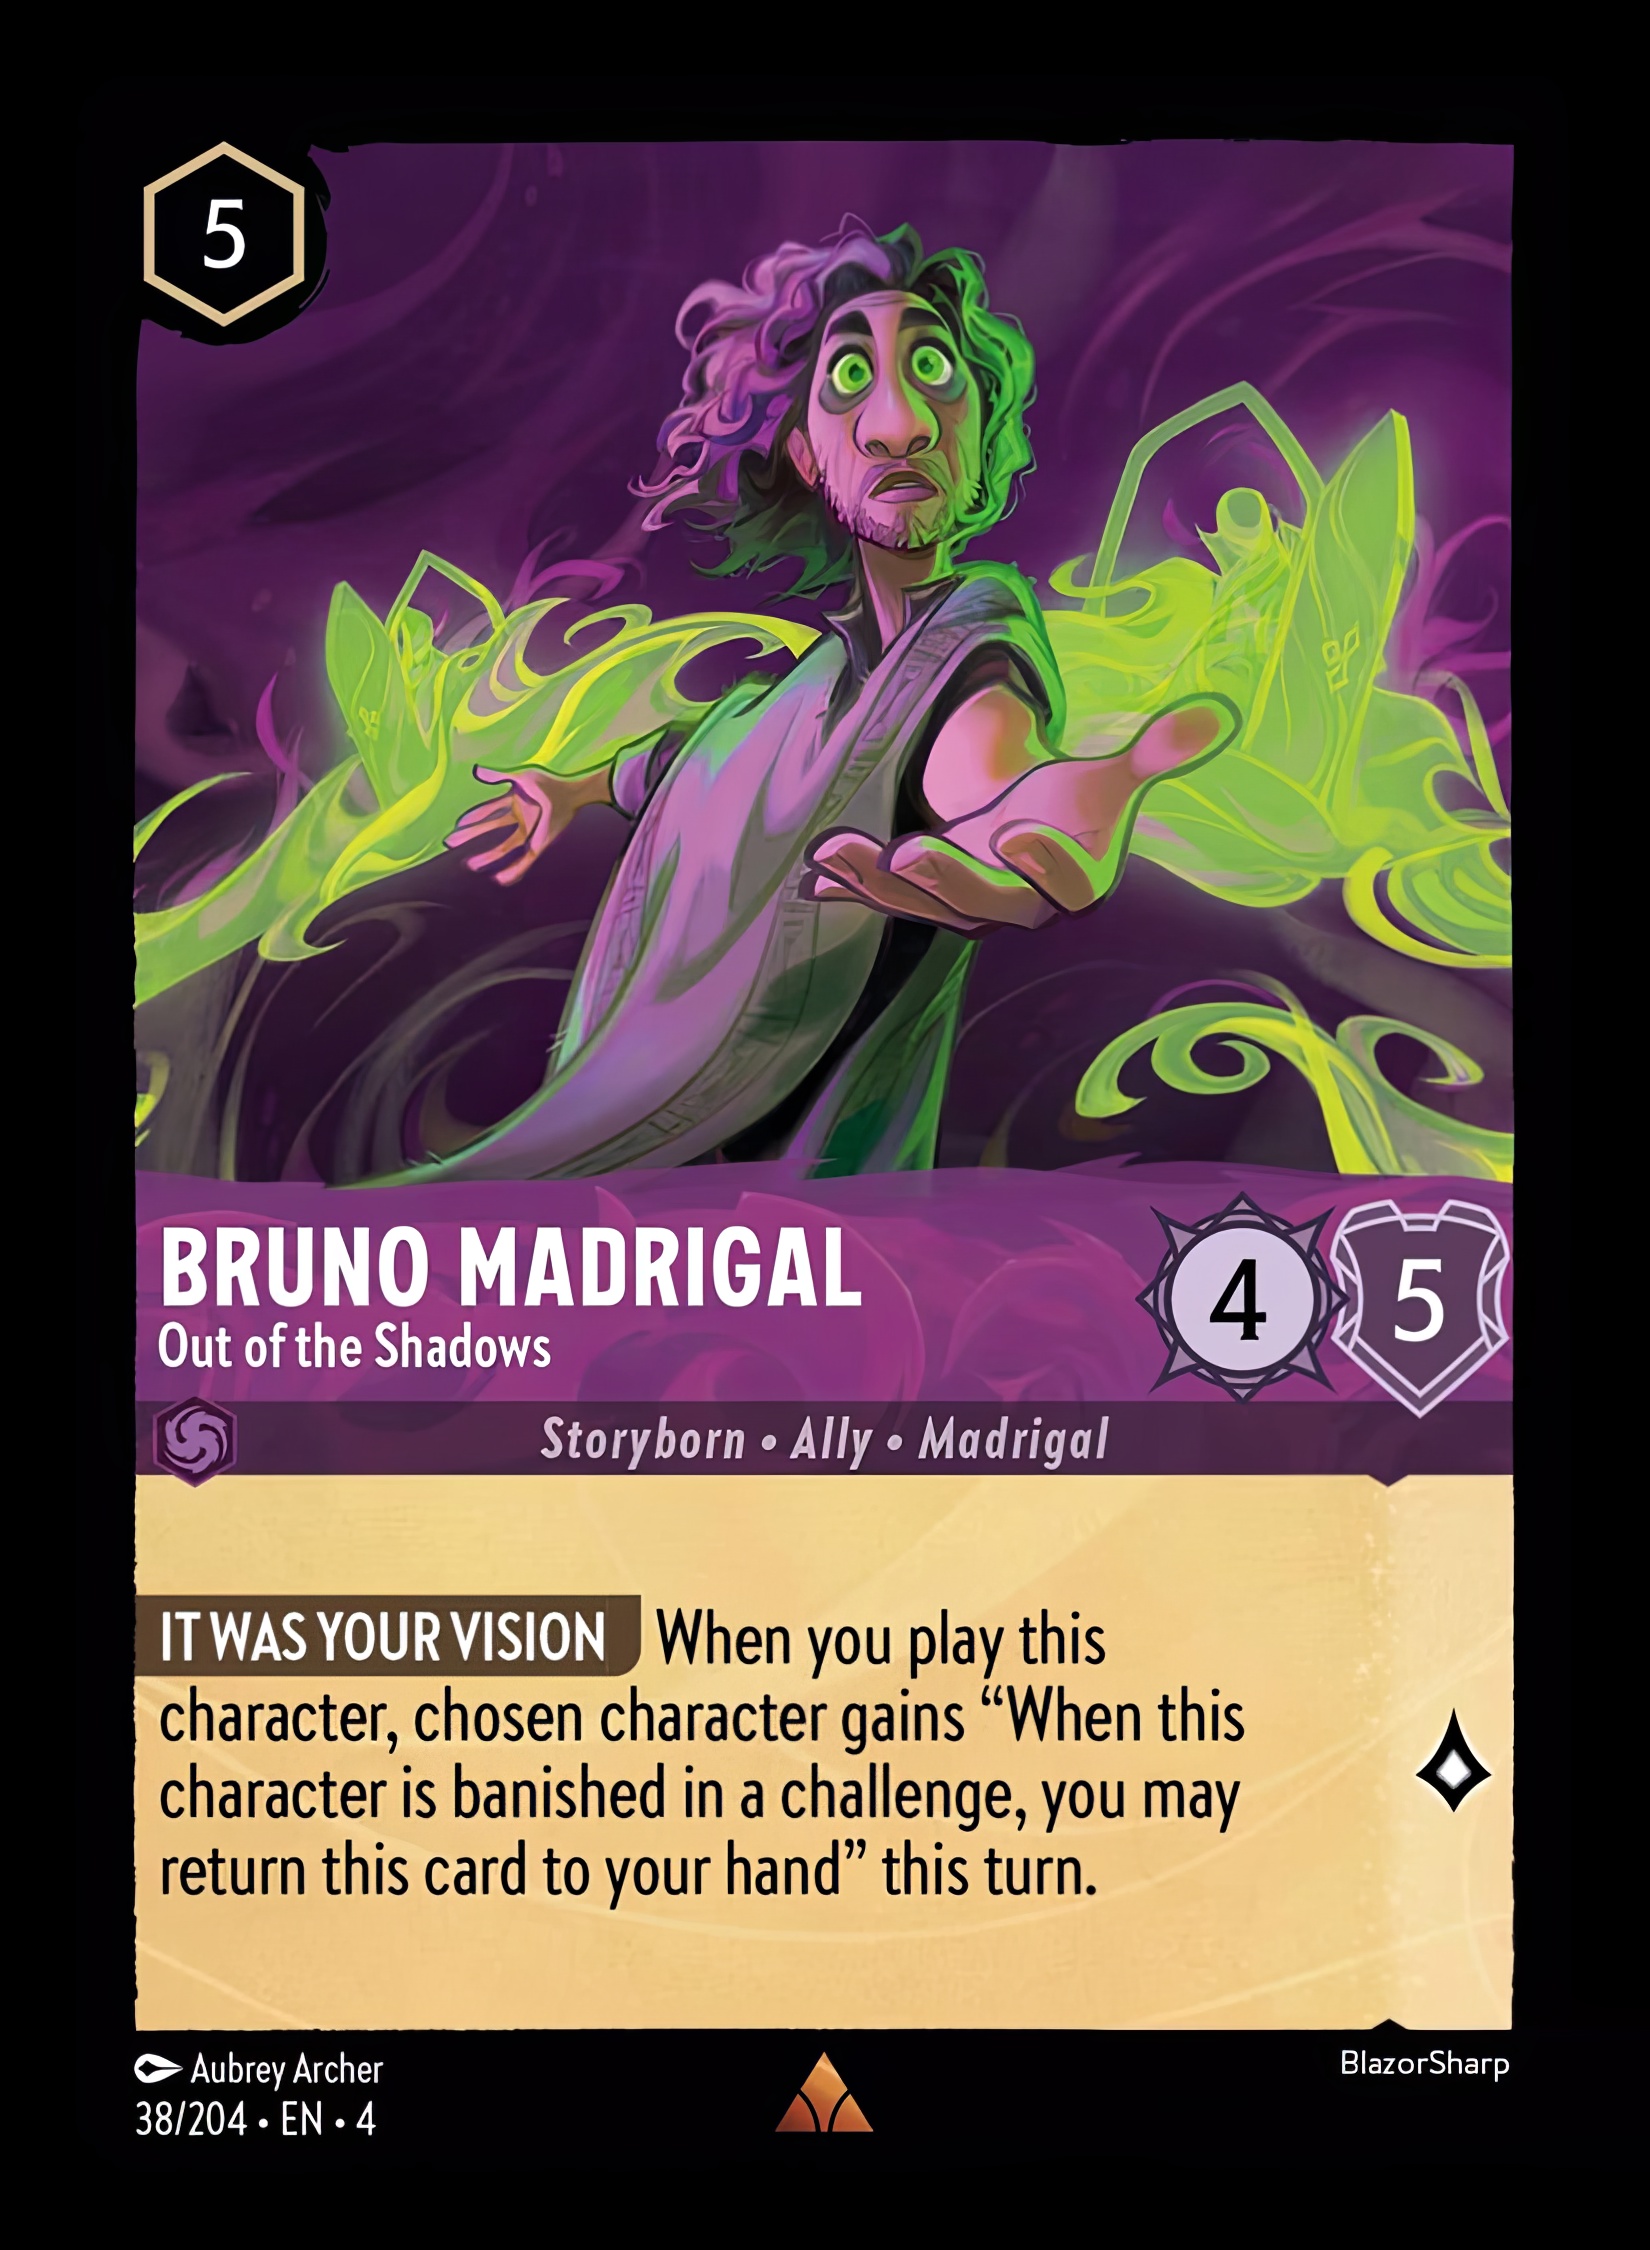 5
BRUNO MADRIGAL
Out of the Shadows
4 5
Storyborn • Ally • Madrigal
IT WAS YOUR VISION When you play this
character, chosen character gains “When this
character is banished in a challenge, you may
return this card to your hand” this turn.
Aubrey Archer
BlazorSharp
38/204 • EN • 4